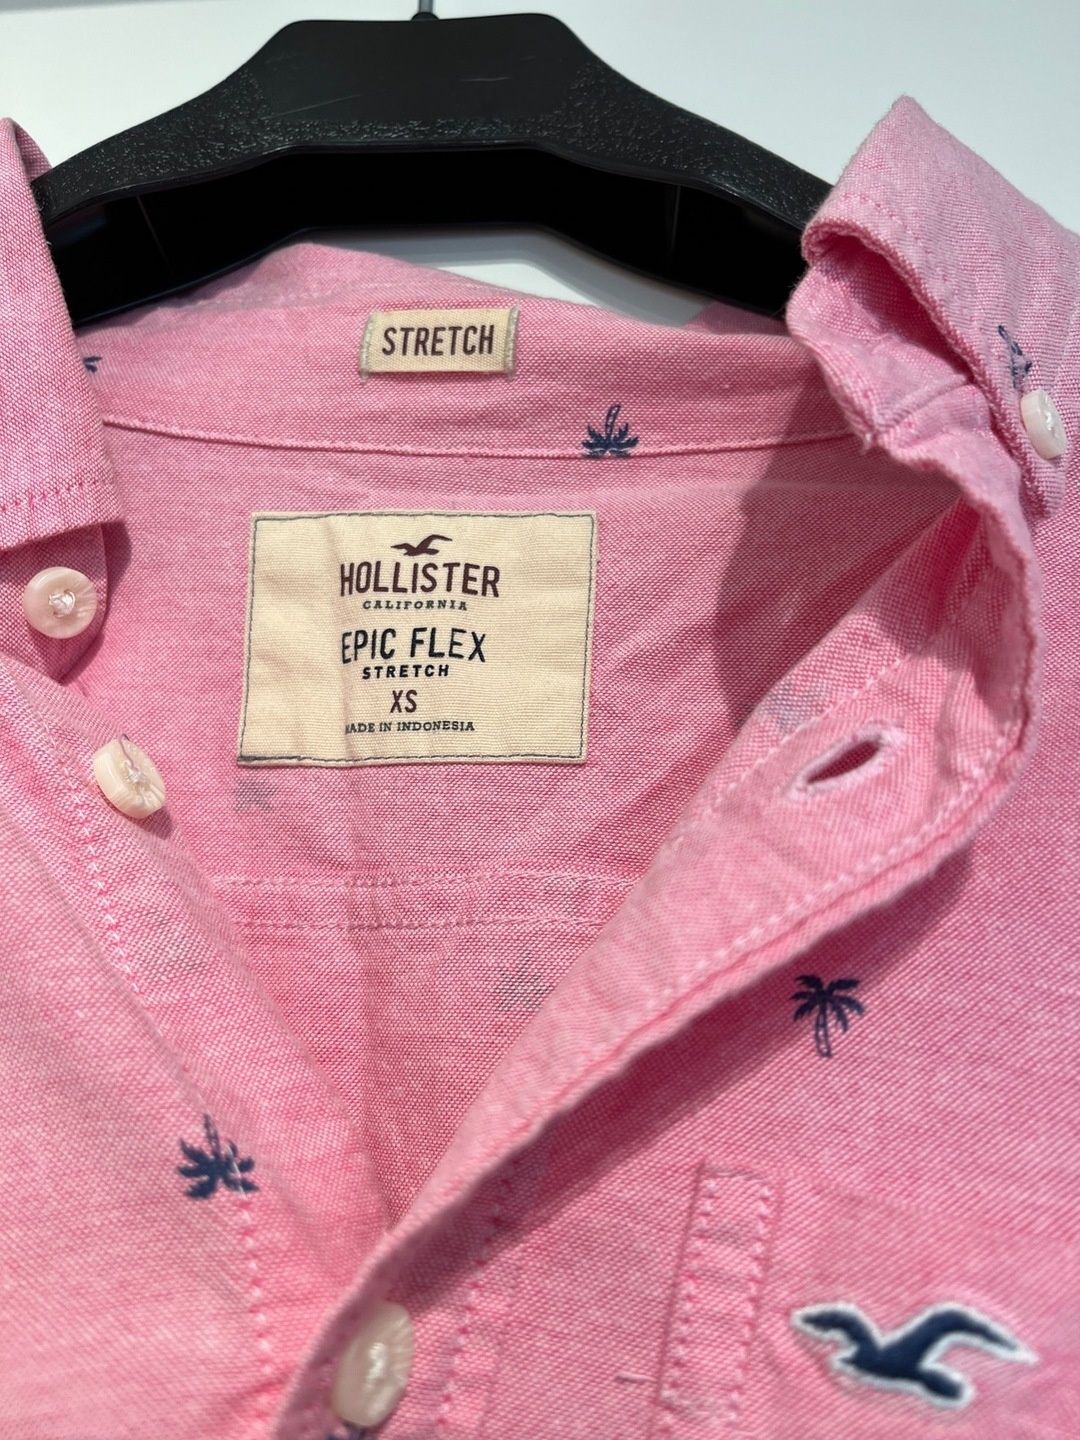 STRETCH
HOLLISTER
CALIFORNIA
EPIC FLEX
STRETCH
XS
MADE IN INDONESIA